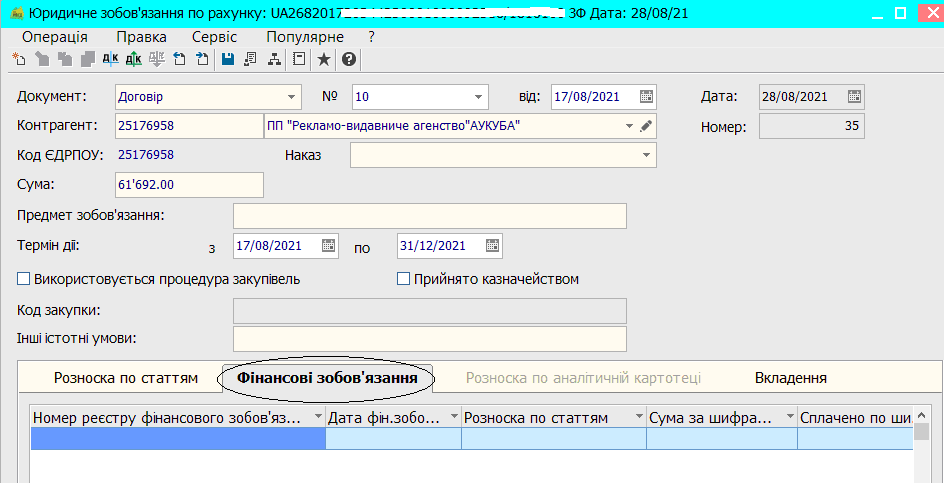 Юридичне зобов'язання по рахунку: UA2682017 ЗФ Дата: 28/08/21
Операція Правка Сервіс Популярне ?
Документ: Договір № 10 від: 17/08/2021 Дата: 28/08/2021
Контрагент: 25176958 ПП "Рекламо-видавниче агенство"АУКУБА" Номер: 35
Код ЄДРПОУ: 25176958 Наказ
Сума: 61'692.00
Предмет зобов'язання:
Термін дії: з 17/08/2021 по 31/12/2021
Використовується процедура закупівель Прийнято казначейством
Код закупки:
Інші істотні умови:
Розноска по статтям Фінансові зобов'язання Розноска по аналітичній картотеці Вкладення
Номер реєстру фінансового зобов'яз... Дата фін.зобо... Розноска по статтям Сума за шифра... Сплачено по ши...